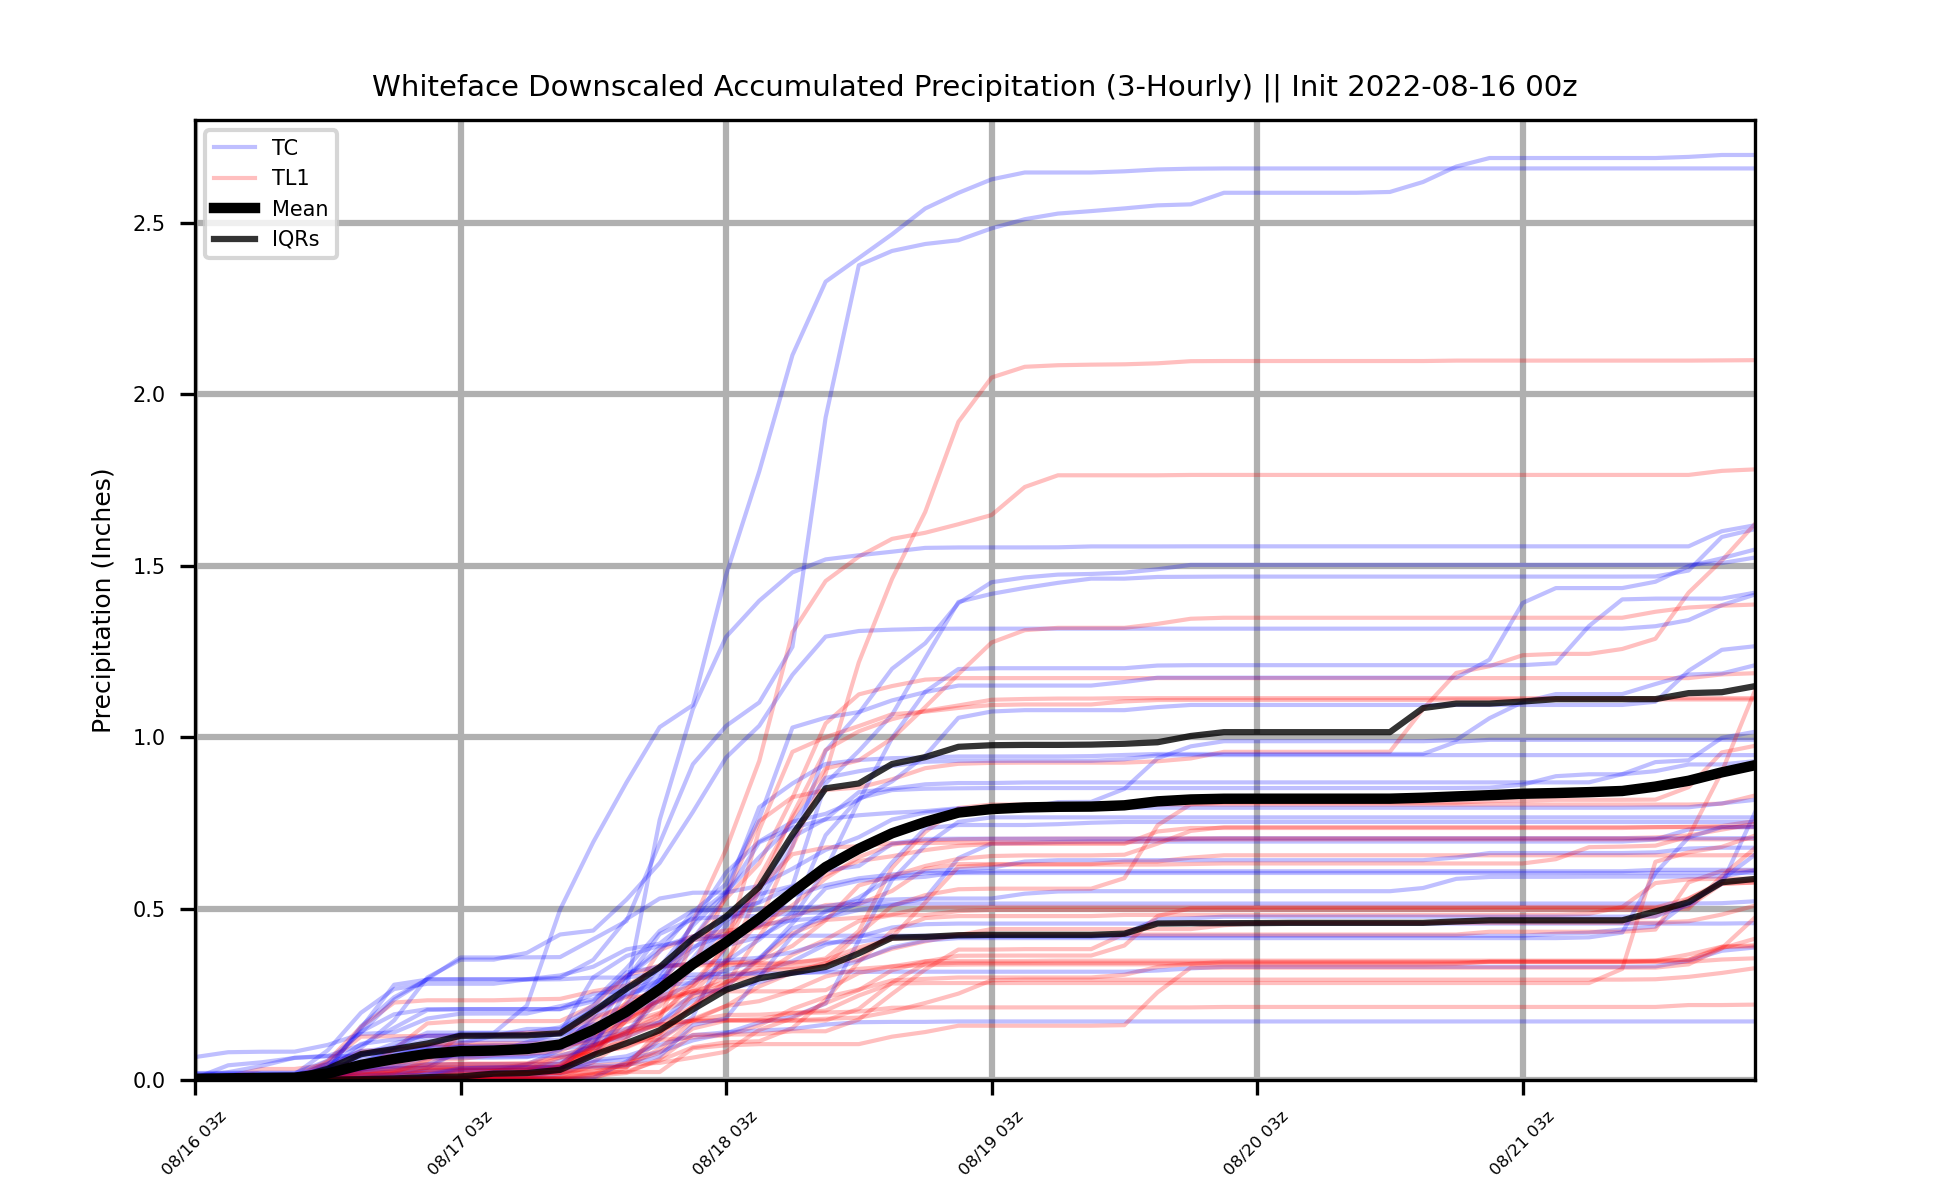 Whiteface Downscaled Accumulated Precipitation (3-Hourly) || Init 2022-08-16 00z
TC
TL1
Mean
IQRs
Precipitation (Inches)
2.5
2.0
1.5
1.0
0.5
0.0
08/16 03z
08/17 03z
08/18 03z
08/19 03z
08/20 03z
08/21 03z